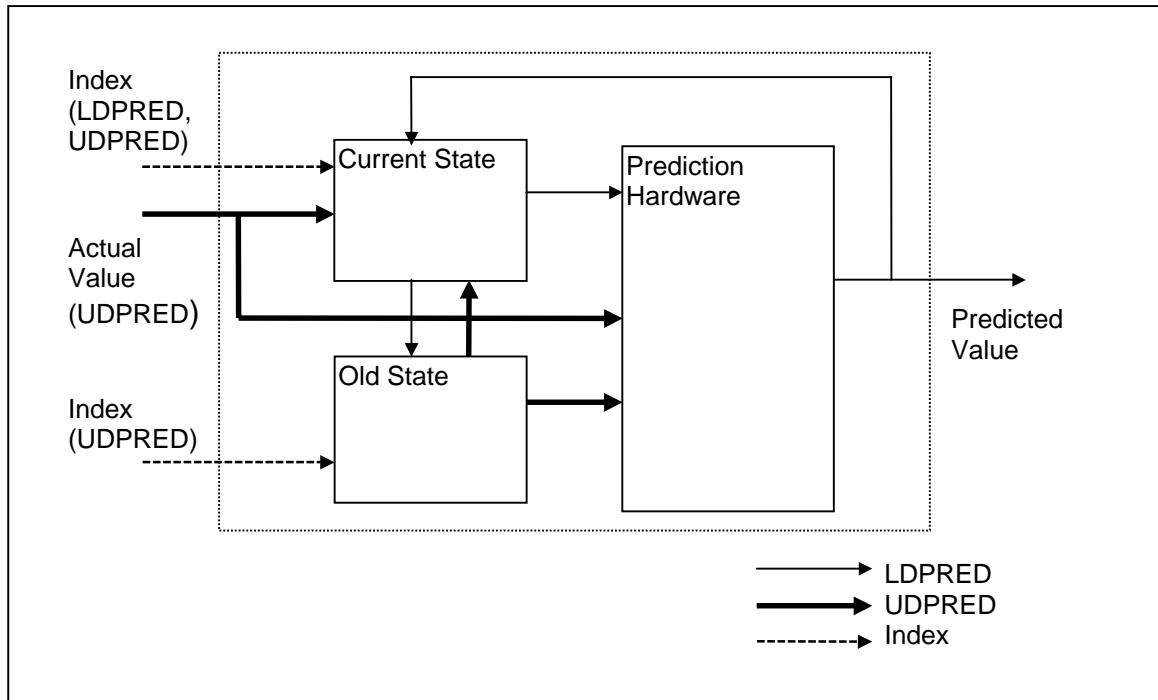 Index
(LDPRED,
UDPRED)
Current State
Prediction
Hardware
Actual
Value
(UDPRED)
Predicted
Value
Old State
Index
(UDPRED)
LDPRED
UDPRED
Index